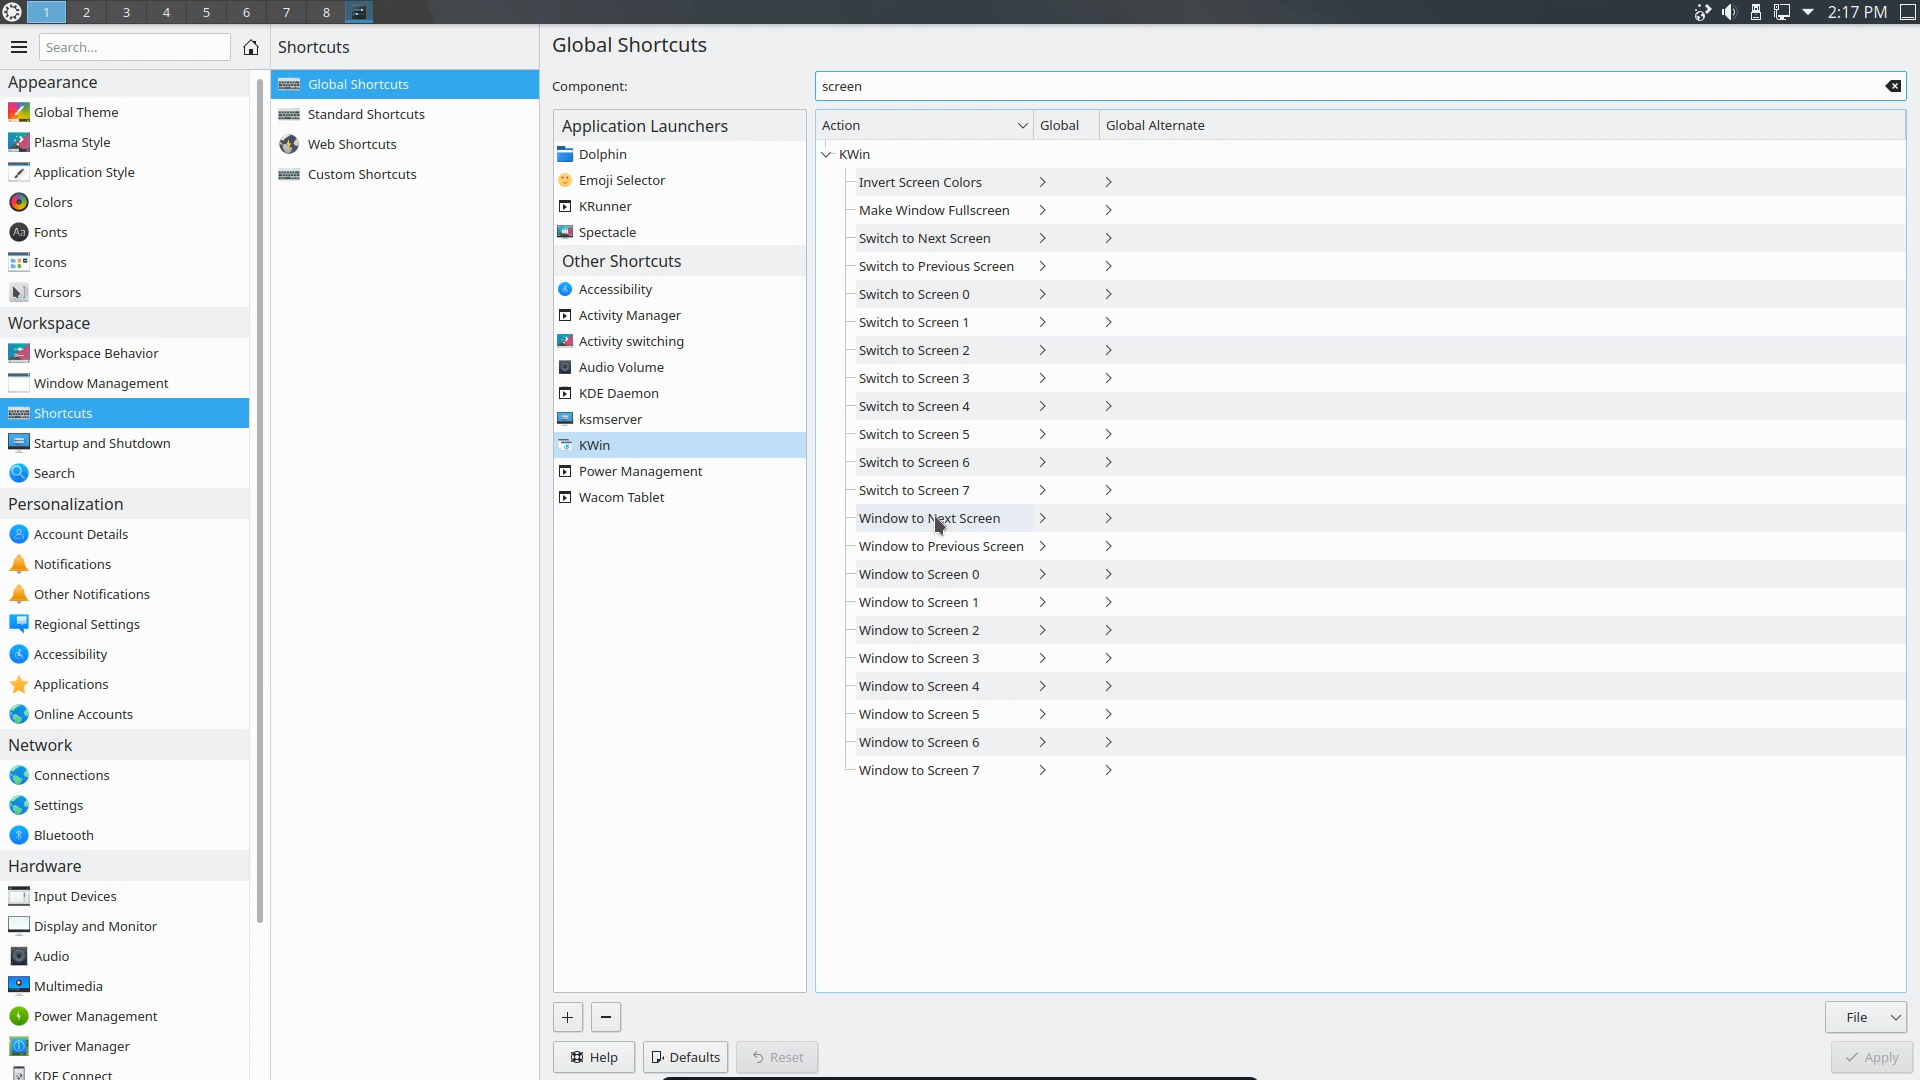 1 2 3 4 5 6 7 8 2:17 PM
Search...
Appearance
Global Theme
Plasma Style
Application Style
Colors
Fonts
Icons
Cursors
Workspace
Workspace Behavior
Window Management
Shortcuts
Startup and Shutdown
Search
Personalization
Account Details
Notifications
Other Notifications
Regional Settings
Accessibility
Applications
Online Accounts
Network
Connections
Settings
Bluetooth
Hardware
Input Devices
Display and Monitor
Audio
Multimedia
Power Management
Driver Manager
KDE Connect
Shortcuts
Global Shortcuts
Standard Shortcuts
Web Shortcuts
Custom Shortcuts
Global Shortcuts
Component:
screen
Application Launchers
Dolphin
Emoji Selector
KRunner
Spectacle
Other Shortcuts
Accessibility
Activity Manager
Activity switching
Audio Volume
KDE Daemon
ksmserver
KWin
Power Management
Wacom Tablet
Action Global Global Alternate
KWin
Invert Screen Colors
Make Window Fullscreen
Switch to Next Screen
Switch to Previous Screen
Switch to Screen 0
Switch to Screen 1
Switch to Screen 2
Switch to Screen 3
Switch to Screen 4
Switch to Screen 5
Switch to Screen 6
Switch to Screen 7
Window to Next Screen
Window to Previous Screen
Window to Screen 0
Window to Screen 1
Window to Screen 2
Window to Screen 3
Window to Screen 4
Window to Screen 5
Window to Screen 6
Window to Screen 7
File
Help Defaults Reset Apply